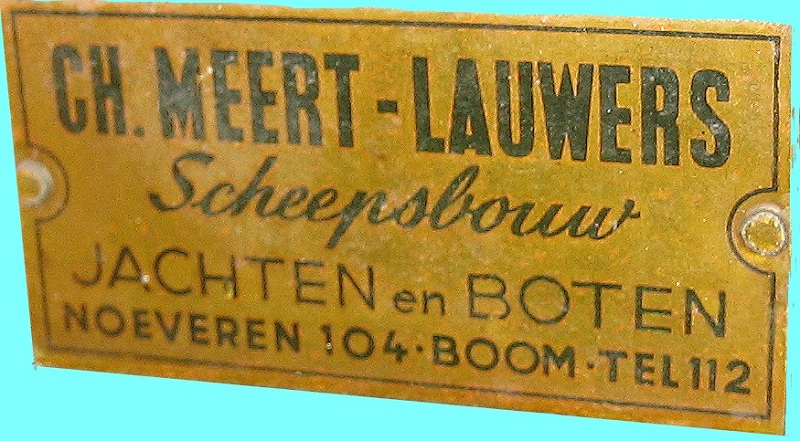 CH. MEERT - LAUWERS
Scheepsbouw
JACHTEN en BOTEN
NOEVEREN 104 · BOOM · TEL 112